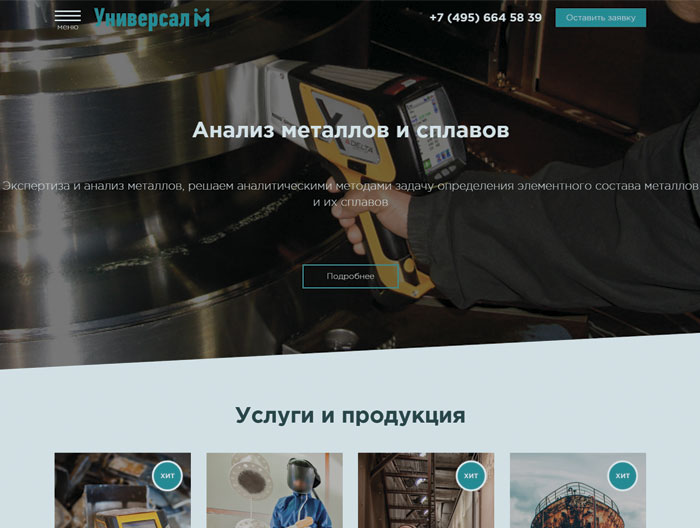 меню
Универсал М
+7 (495) 664 58 39
Оставить заявку
DELTA
Анализ металлов и сплавов
Экспертиза и анализ металлов, решаем аналитическими методами задачу определения элементного состава металлов
и их сплавов
Подробнее
Услуги и продукция
ХИТ
ХИТ
ХИТ